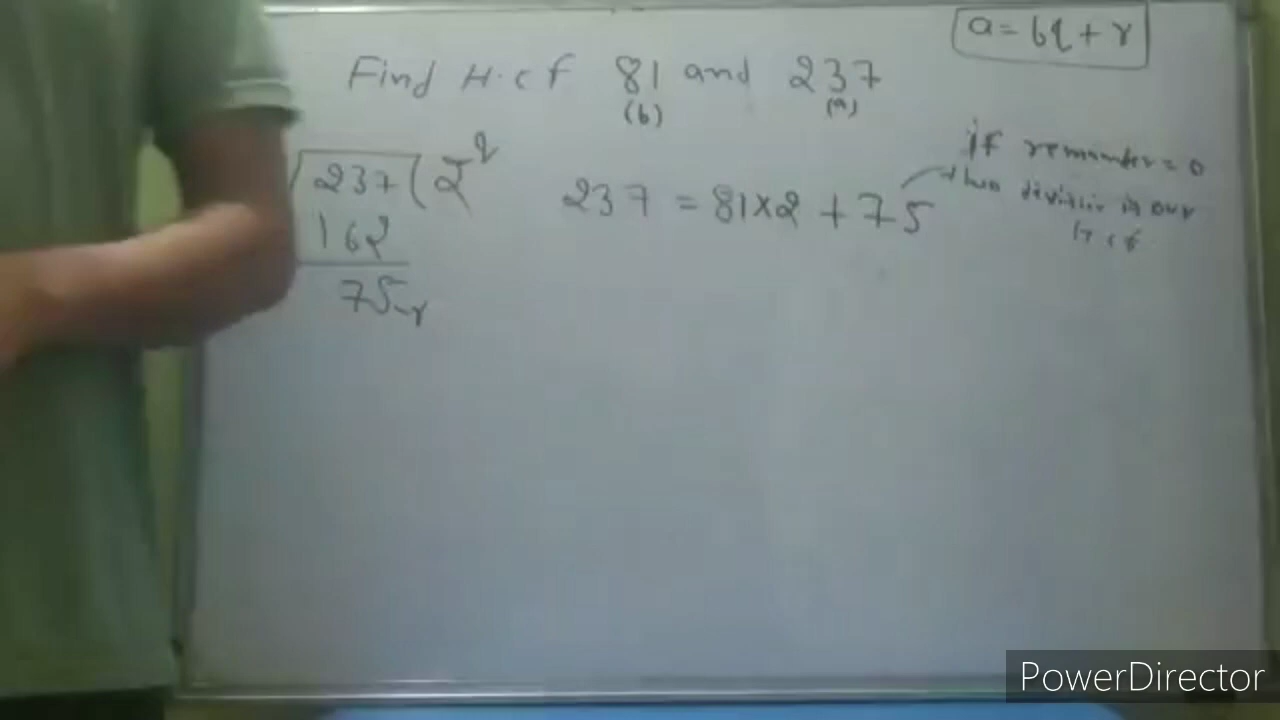 a = bq + r
Find H.C.F 81 and 237
(b) (a)
237 ( 2 q
162
75 - r
237 = 81 x 2 + 75
if remainder = 0
then divisor is our
H.C.F
PowerDirector